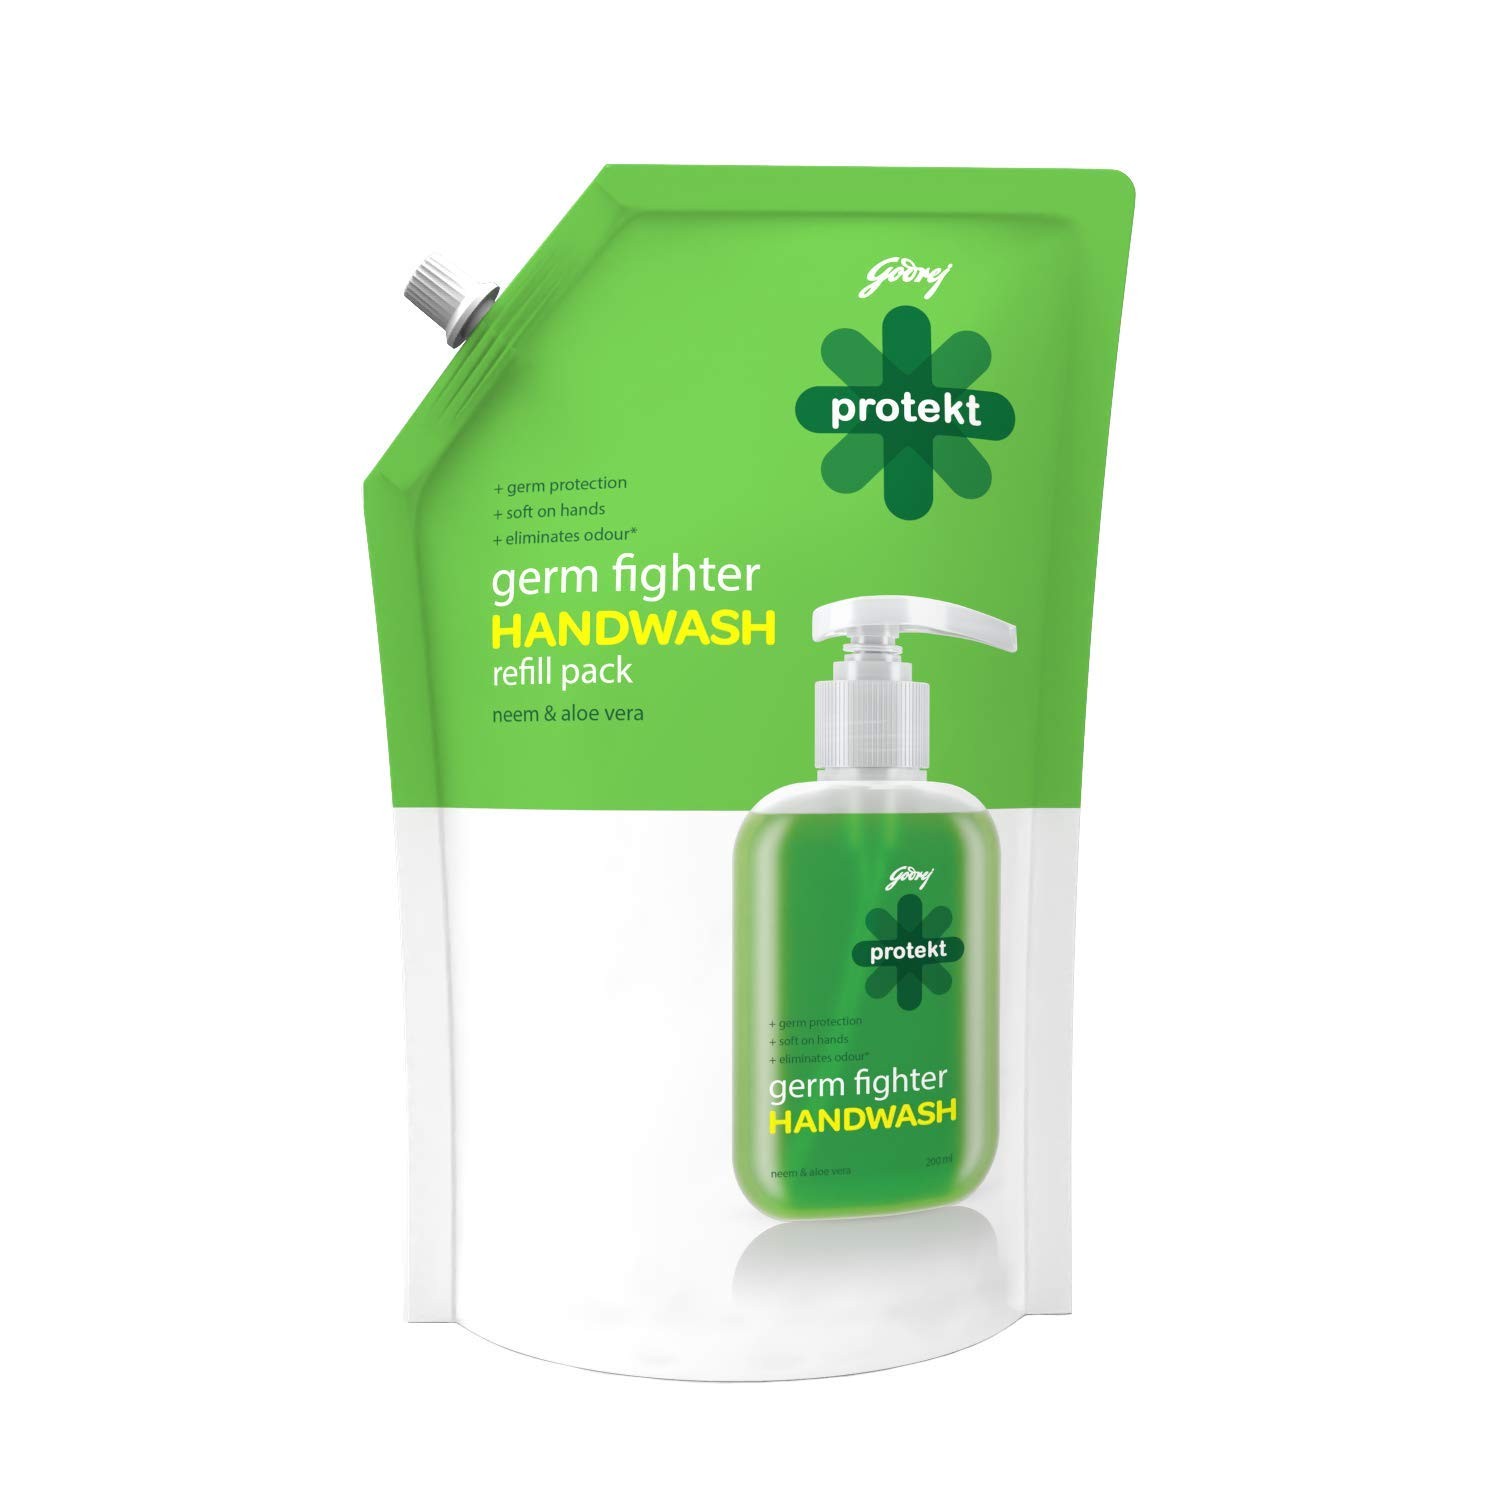 Godrej
protekt
+ germ protection
+ soft on hands
+ eliminates odour*
germ fighter
HANDWASH
refill pack
neem & aloe vera
Godrej
protekt
+ germ protection
+ soft on hands
+ eliminates odour*
germ fighter
HANDWASH
neem & aloe vera 200 ml